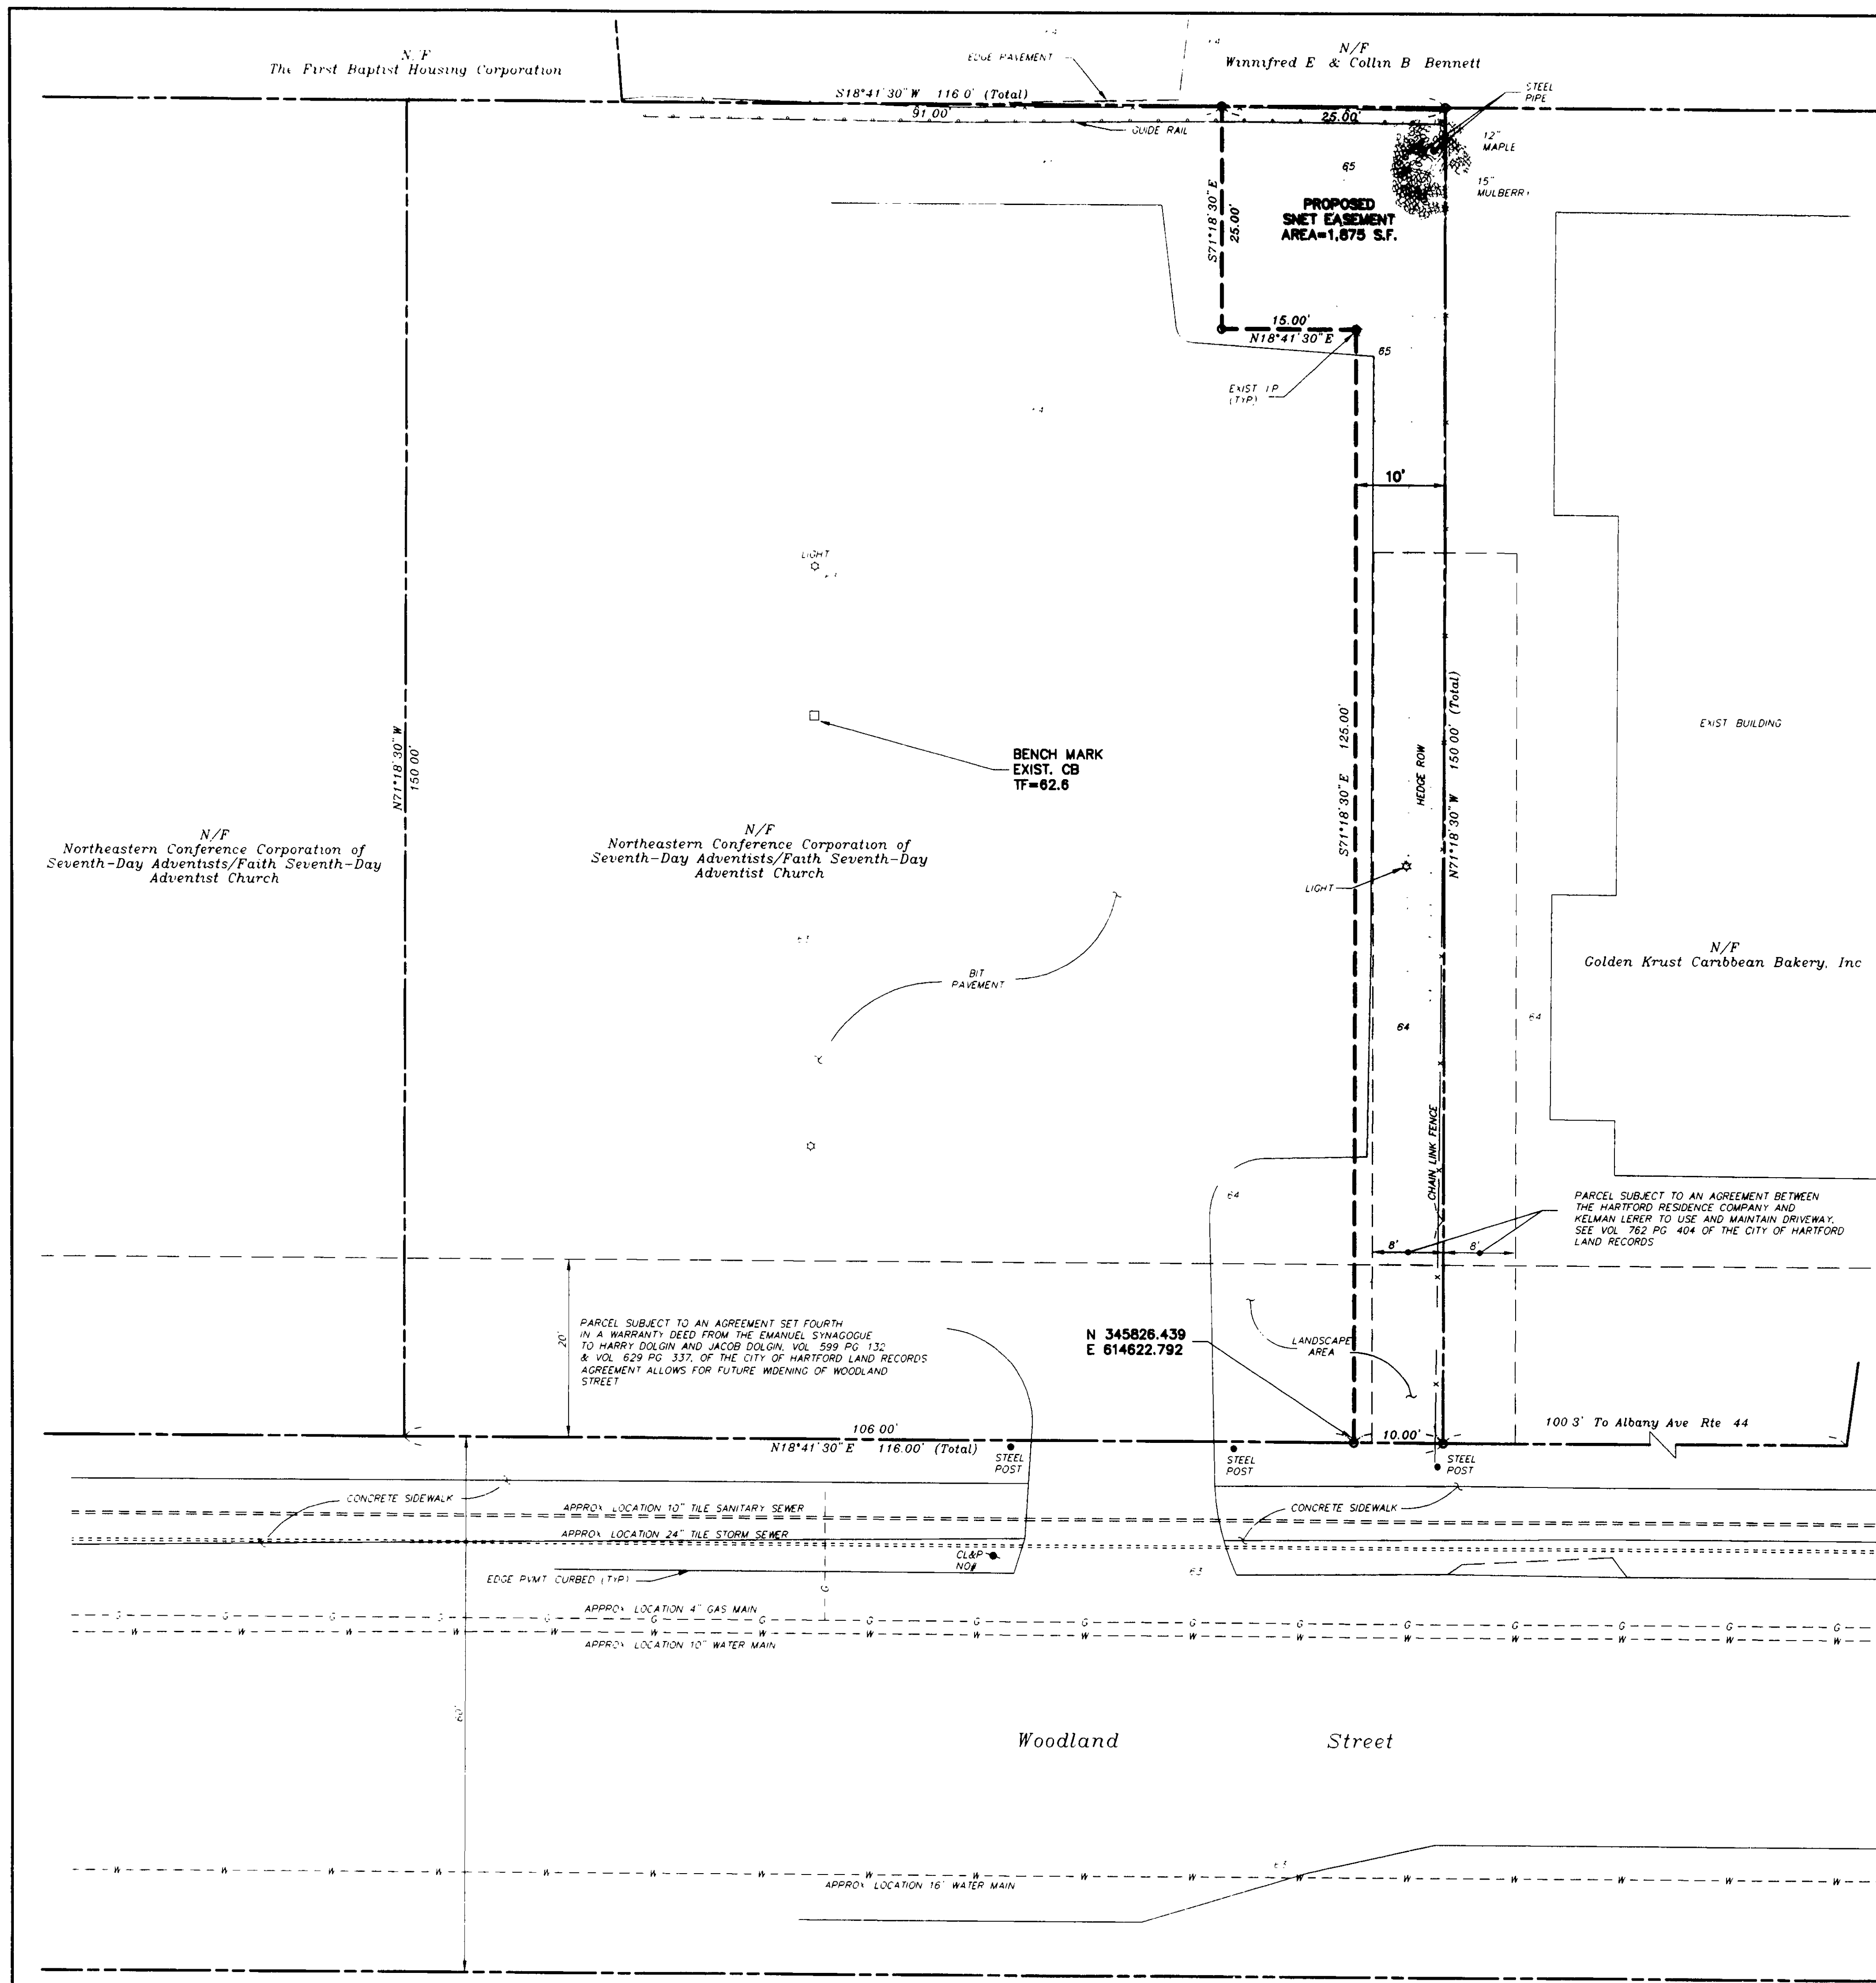 N/F
The First Baptist Housing Corporation
EDGE PAVEMENT
N/F
Winnifred E & Collin B Bennett
STEEL
PIPE
S18°41'30"W 116.0' (Total)
91.00'
25.00'
GUIDE RAIL
12"
MAPLE
15"
MULBERRY
65
S71°18'30"E
25.00'
PROPOSED
SNET EASEMENT
AREA=1,875 S.F.
15.00'
N18°41'30"E
65
EXIST I.P.
(TYP)
10'
LIGHT
N71°18'30"W
150.00'
BENCH MARK
EXIST. CB
TF=62.6
S71°18'30"E 125.00'
HEDGE ROW
N71°18'30"W 150.00' (Total)
EXIST BUILDING
N/F
Northeastern Conference Corporation of
Seventh-Day Adventists/Faith Seventh-Day
Adventist Church
N/F
Northeastern Conference Corporation of
Seventh-Day Adventists/Faith Seventh-Day
Adventist Church
LIGHT
63
BIT
PAVEMENT
N/F
Golden Krust Caribbean Bakery, Inc
64
64
CHAIN LINK FENCE
64
PARCEL SUBJECT TO AN AGREEMENT BETWEEN
THE HARTFORD RESIDENCE COMPANY AND
KELMAN LERER TO USE AND MAINTAIN DRIVEWAY,
SEE VOL 762 PG 404 OF THE CITY OF HARTFORD
LAND RECORDS
8'
8'
20'
PARCEL SUBJECT TO AN AGREEMENT SET FOURTH
IN A WARRANTY DEED FROM THE EMANUEL SYNAGOGUE
TO HARRY DOLGIN AND JACOB DOLGIN, VOL 599 PG 132
& VOL 629 PG 337, OF THE CITY OF HARTFORD LAND RECORDS
AGREEMENT ALLOWS FOR FUTURE WIDENING OF WOODLAND
STREET
N 345826.439
E 614622.792
LANDSCAPE
AREA
106.00'
N18°41'30"E 116.00' (Total)
10.00'
100 3' To Albany Ave Rte 44
STEEL
POST
STEEL
POST
STEEL
POST
CONCRETE SIDEWALK
APPROX LOCATION 10" TILE SANITARY SEWER
CONCRETE SIDEWALK
APPROX LOCATION 24" TILE STORM SEWER
CL&P
NO#
EDGE PVMT CURBED (TYP)
63
APPROX LOCATION 4" GAS MAIN
APPROX LOCATION 10" WATER MAIN
60'
Woodland Street
63
APPROX LOCATION 16" WATER MAIN